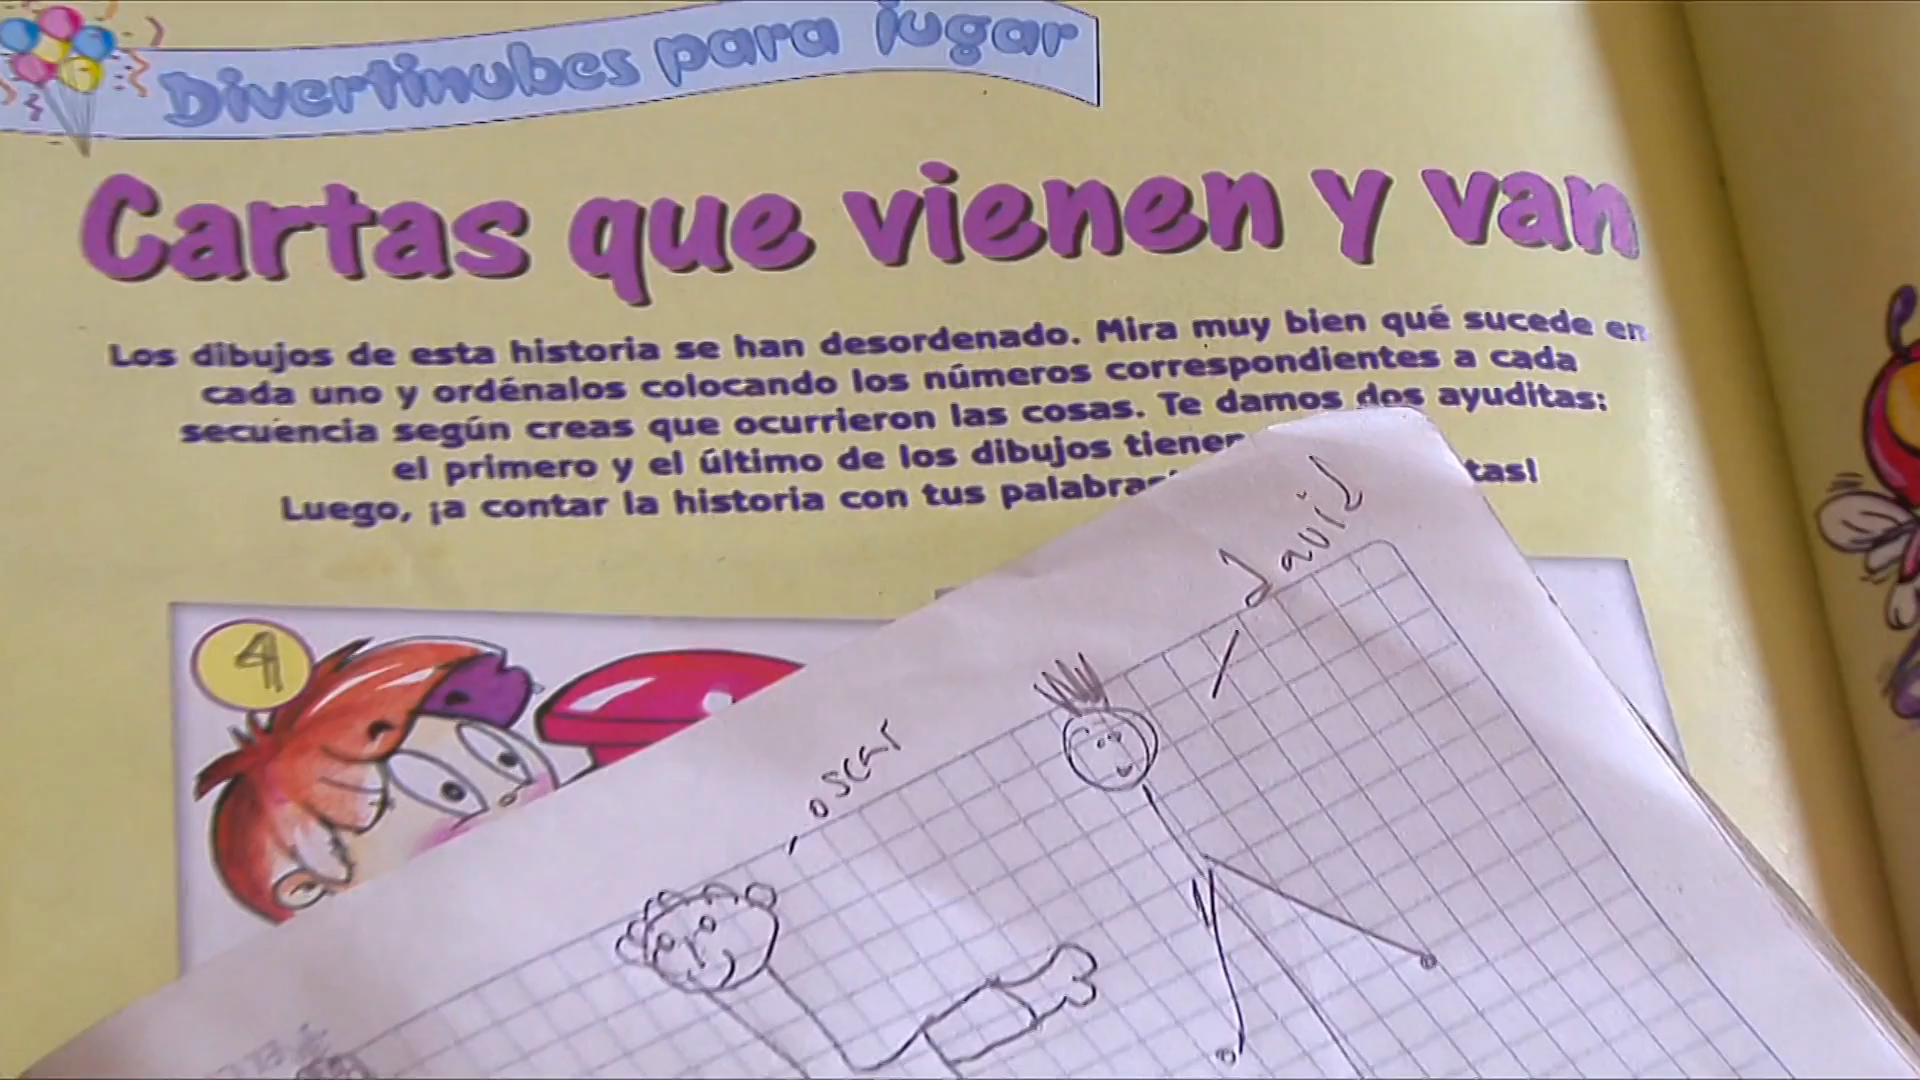 Divertinubes para jugar
Cartas que vienen y van
Los dibujos de esta historia se han desordenado. Mira muy bien qué sucede en
cada uno y ordénalos colocando los números correspondientes a cada
secuencia según creas que ocurrieron las cosas. Te damos dos ayuditas:
el primero y el último de los dibujos tienen
Luego, ¡a contar la historia con tus palabras tas!
David
4
oscar